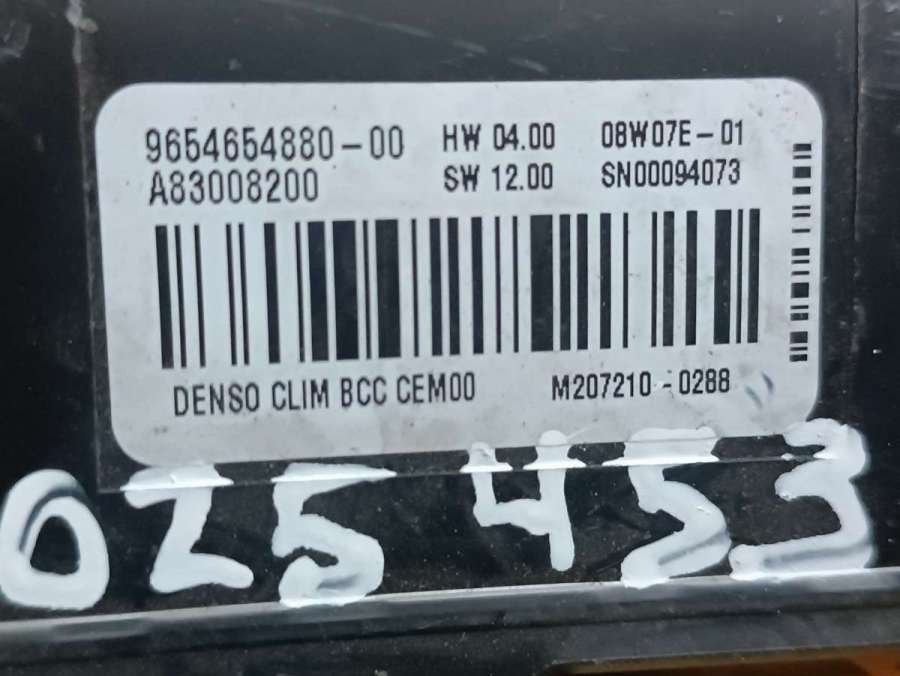 9654654880-00 HW 04.00 08W07E-01
A83008200 SW 12.00 SN00094073
DENSO CLIM BCC CEM00 M207210-0288
025453